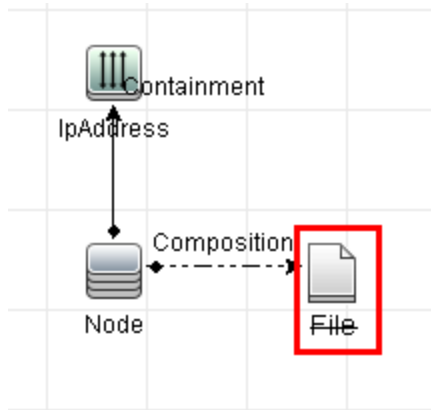 Containment
IpAddress
Composition
Node
File